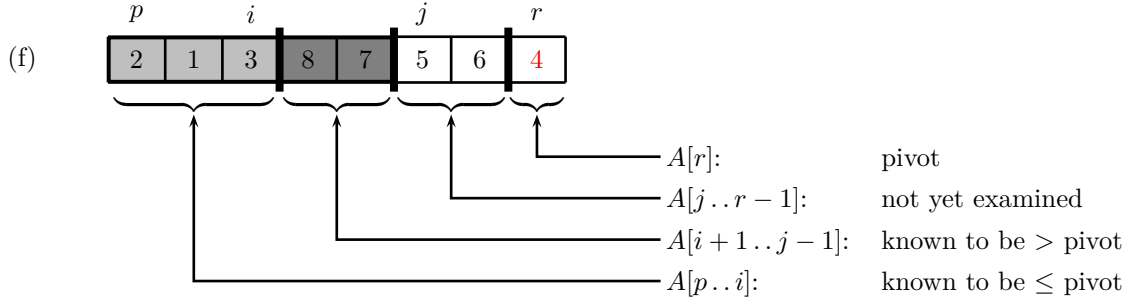 p i j r
(f) 2 1 3 8 7 5 6 4
A[r]: pivot
A[j . . r − 1]: not yet examined
A[i + 1 . . j − 1]: known to be > pivot
A[p . . i]: known to be ≤ pivot